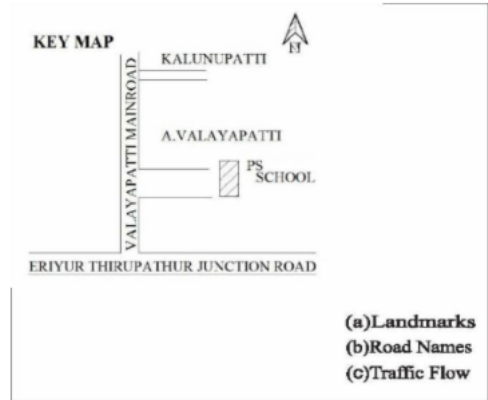 N
KEY MAP
KALUNUPATTI
VALAYAPATTI MAINROAD
A.VALAYAPATTI
PS
SCHOOL
ERIYUR THIRUPATHUR JUNCTION ROAD
(a)Landmarks
(b)Road Names
(c)Traffic Flow